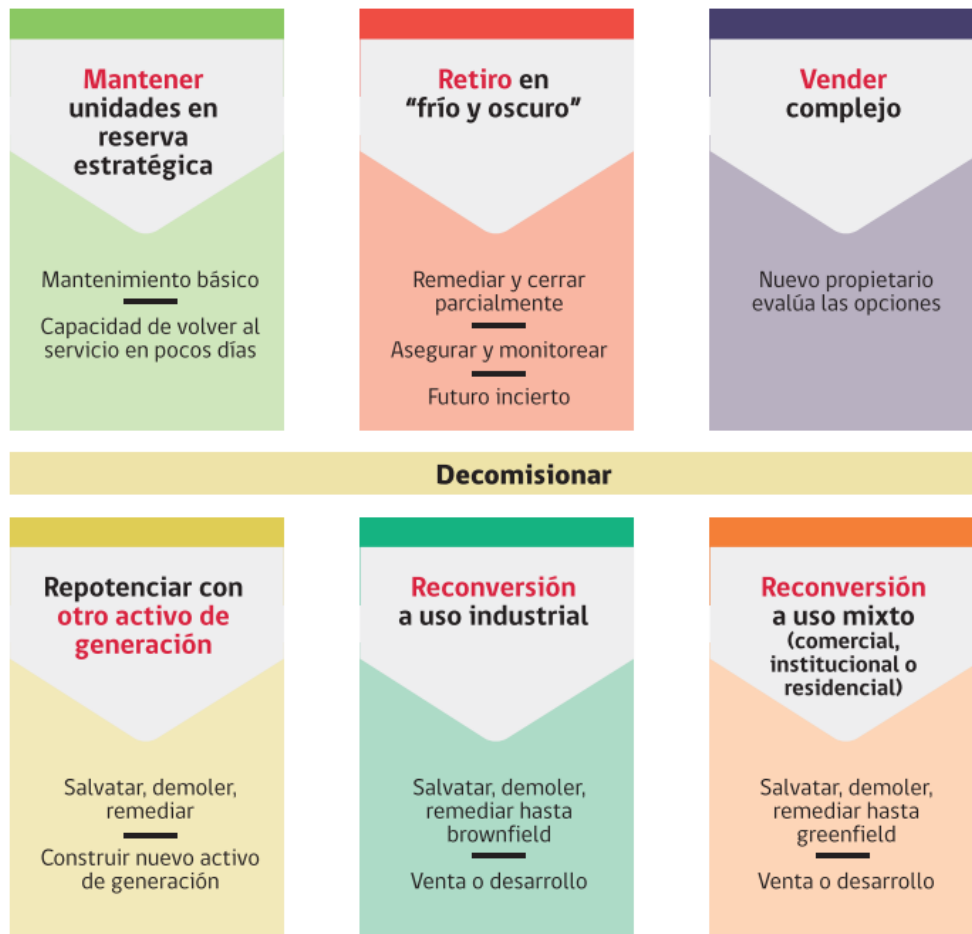 Mantener
unidades en
reserva
estratégica
Mantenimiento básico
Capacidad de volver al
servicio en pocos días
Retiro en
“frío y oscuro”
Remediar y cerrar
parcialmente
Asegurar y monitorear
Futuro incierto
Vender
complejo
Nuevo propietario
evalúa las opciones
Decomisionar
Repotenciar con
otro activo de
generación
Salvatar, demoler,
remediar
Construir nuevo activo
de generación
Reconversión
a uso industrial
Salvatar, demoler,
remediar hasta
brownfield
Venta o desarrollo
Reconversión
a uso mixto
(comercial,
institucional o
residencial)
Salvatar, demoler,
remediar hasta
greenfield
Venta o desarrollo